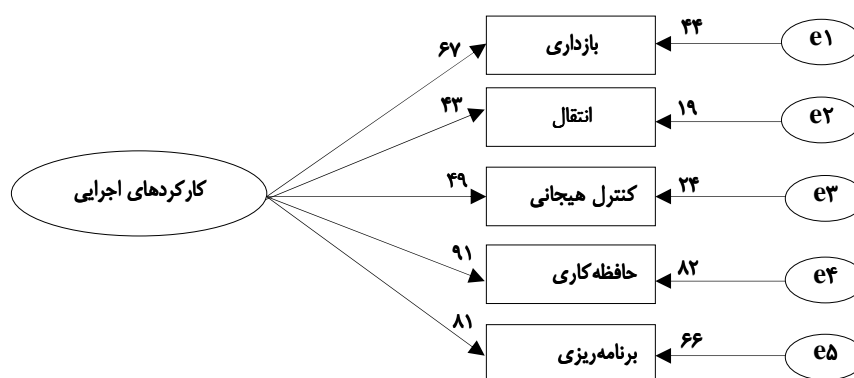 کارکردهای اجرایی
۶۷
بازداری
۴۴
e۱
۴۳
انتقال
۱۹
e۲
۴۹
کنترل هیجانی
۲۴
e۳
۹۱
حافظه‌کاری
۸۲
e۴
۸۱
برنامه‌ریزی
۶۶
e۵